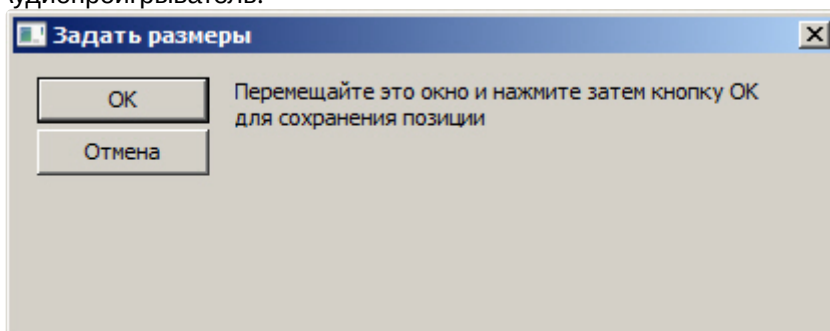 Задать размеры
OK
Перемещайте это окно и нажмите затем кнопку OK
для сохранения позиции
Отмена